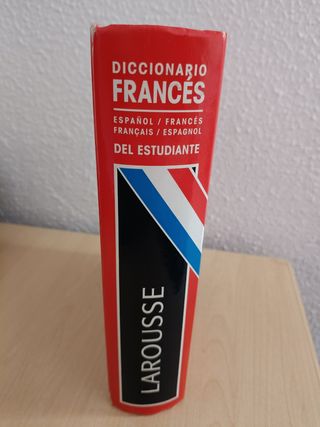 DICCIONARIO
FRANCÉS
ESPAÑOL / FRANCÉS
FRANÇAIS / ESPAGNOL
DEL ESTUDIANTE
LAROUSSE